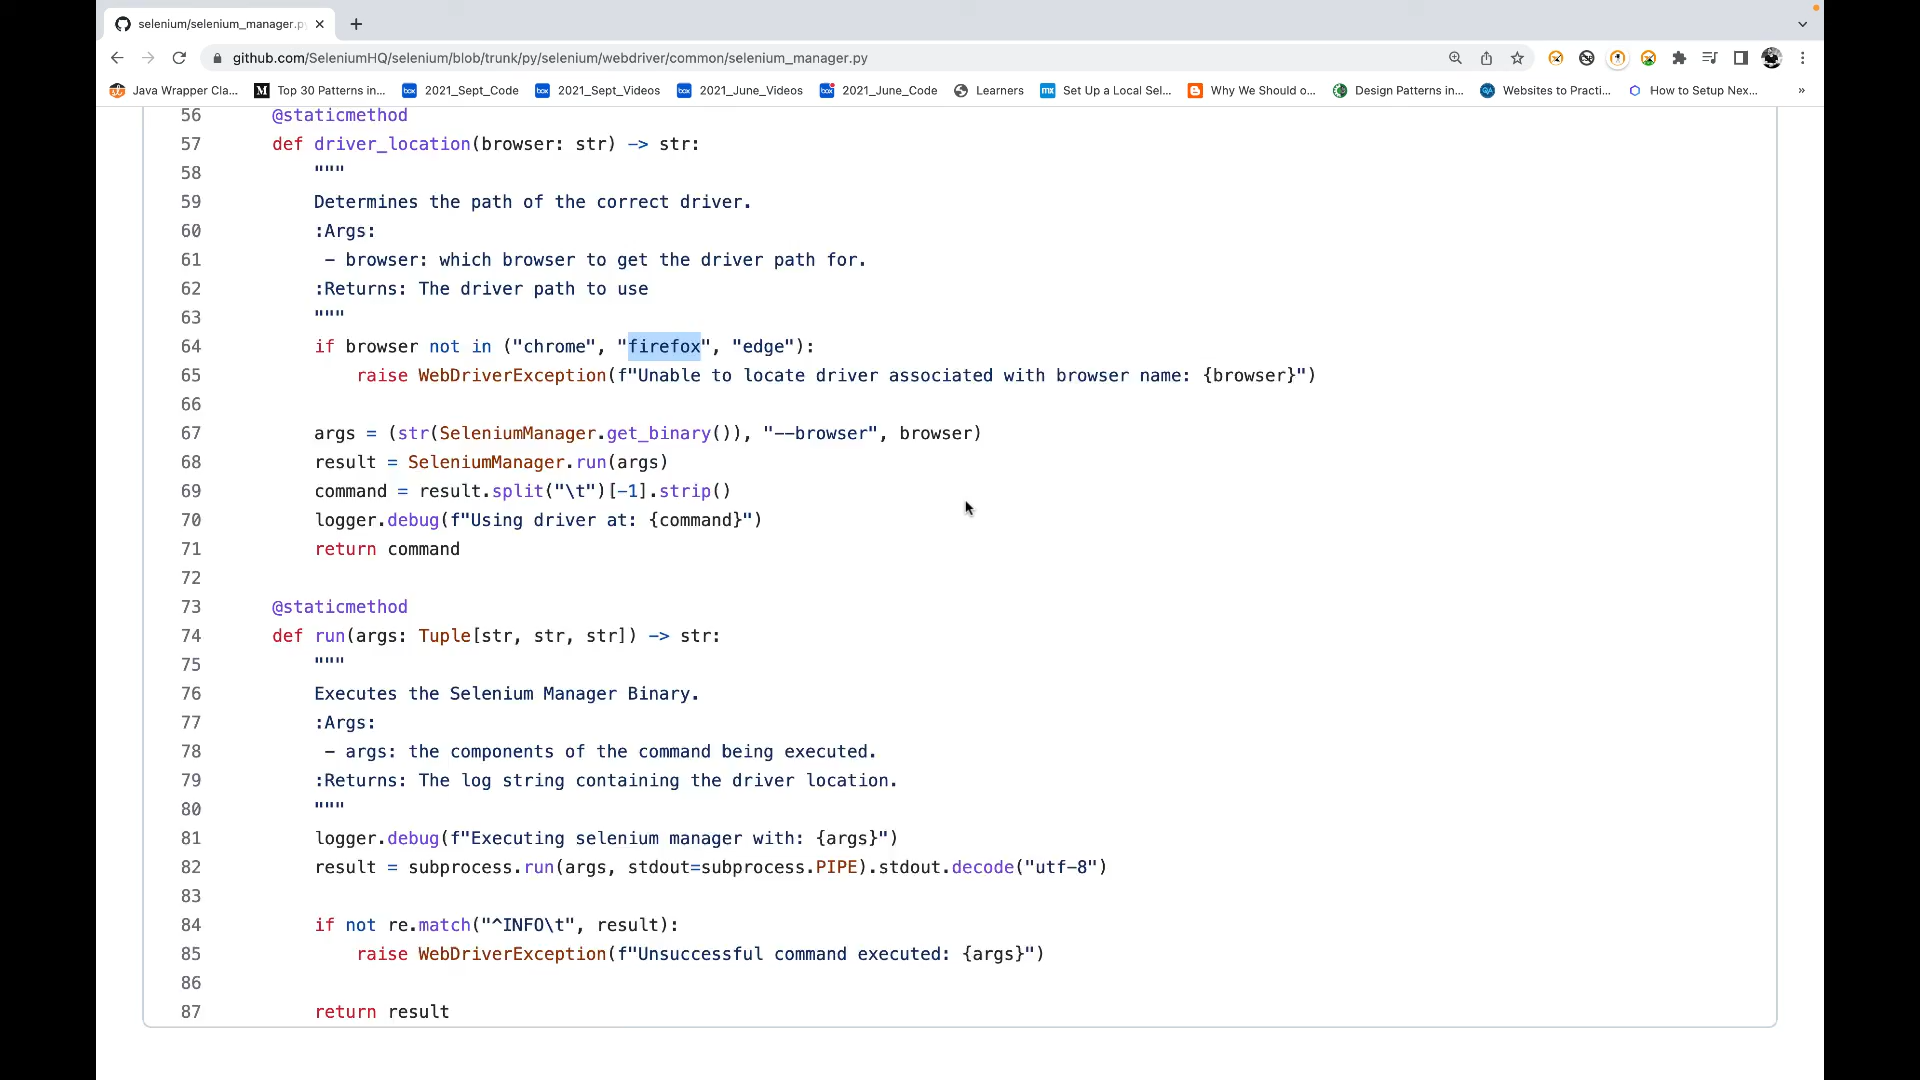 selenium/selenium_manager.p
github.com/SeleniumHQ/selenium/blob/trunk/py/selenium/webdriver/common/selenium_manager.py
Java Wrapper Cla... Top 30 Patterns in... 2021_Sept_Code 2021_Sept_Videos 2021_June_Videos 2021_June_Code Learners Set Up a Local Sel... Why We Should o... Design Patterns in... Websites to Practi... How to Setup Nex... »
56 @staticmethod
57 def driver_location(browser: str) -> str:
58 """
59 Determines the path of the correct driver.
60 :Args:
61 - browser: which browser to get the driver path for.
62 :Returns: The driver path to use
63 """
64 if browser not in ("chrome", "firefox", "edge"):
65 raise WebDriverException(f"Unable to locate driver associated with browser name: {browser}")
66
67 args = (str(SeleniumManager.get_binary()), "--browser", browser)
68 result = SeleniumManager.run(args)
69 command = result.split("\t")[-1].strip()
70 logger.debug(f"Using driver at: {command}")
71 return command
72
73 @staticmethod
74 def run(args: Tuple[str, str, str]) -> str:
75 """
76 Executes the Selenium Manager Binary.
77 :Args:
78 - args: the components of the command being executed.
79 :Returns: The log string containing the driver location.
80 """
81 logger.debug(f"Executing selenium manager with: {args}")
82 result = subprocess.run(args, stdout=subprocess.PIPE).stdout.decode("utf-8")
83
84 if not re.match("^INFO\t", result):
85 raise WebDriverException(f"Unsuccessful command executed: {args}")
86
87 return result